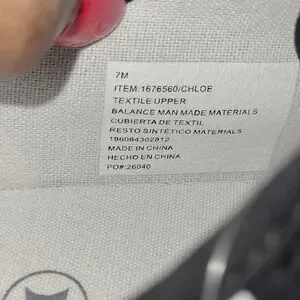 7M
ITEM:1676560/CHLOE
TEXTILE UPPER
BALANCE MAN MADE MATERIALS
CUBIERTA DE TEXTIL
RESTO SINTETICO MATERIALS
196064302812
MADE IN CHINA
HECHO EN CHINA
PO#:26040